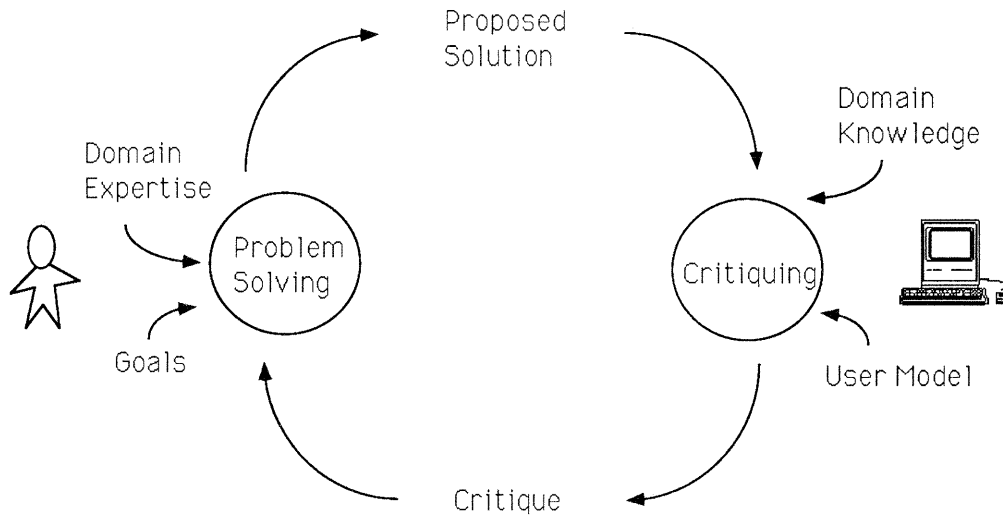 Proposed
Solution
Domain
Knowledge
Domain
Expertise
Problem
Solving
Critiquing
Goals
User Model
Critique